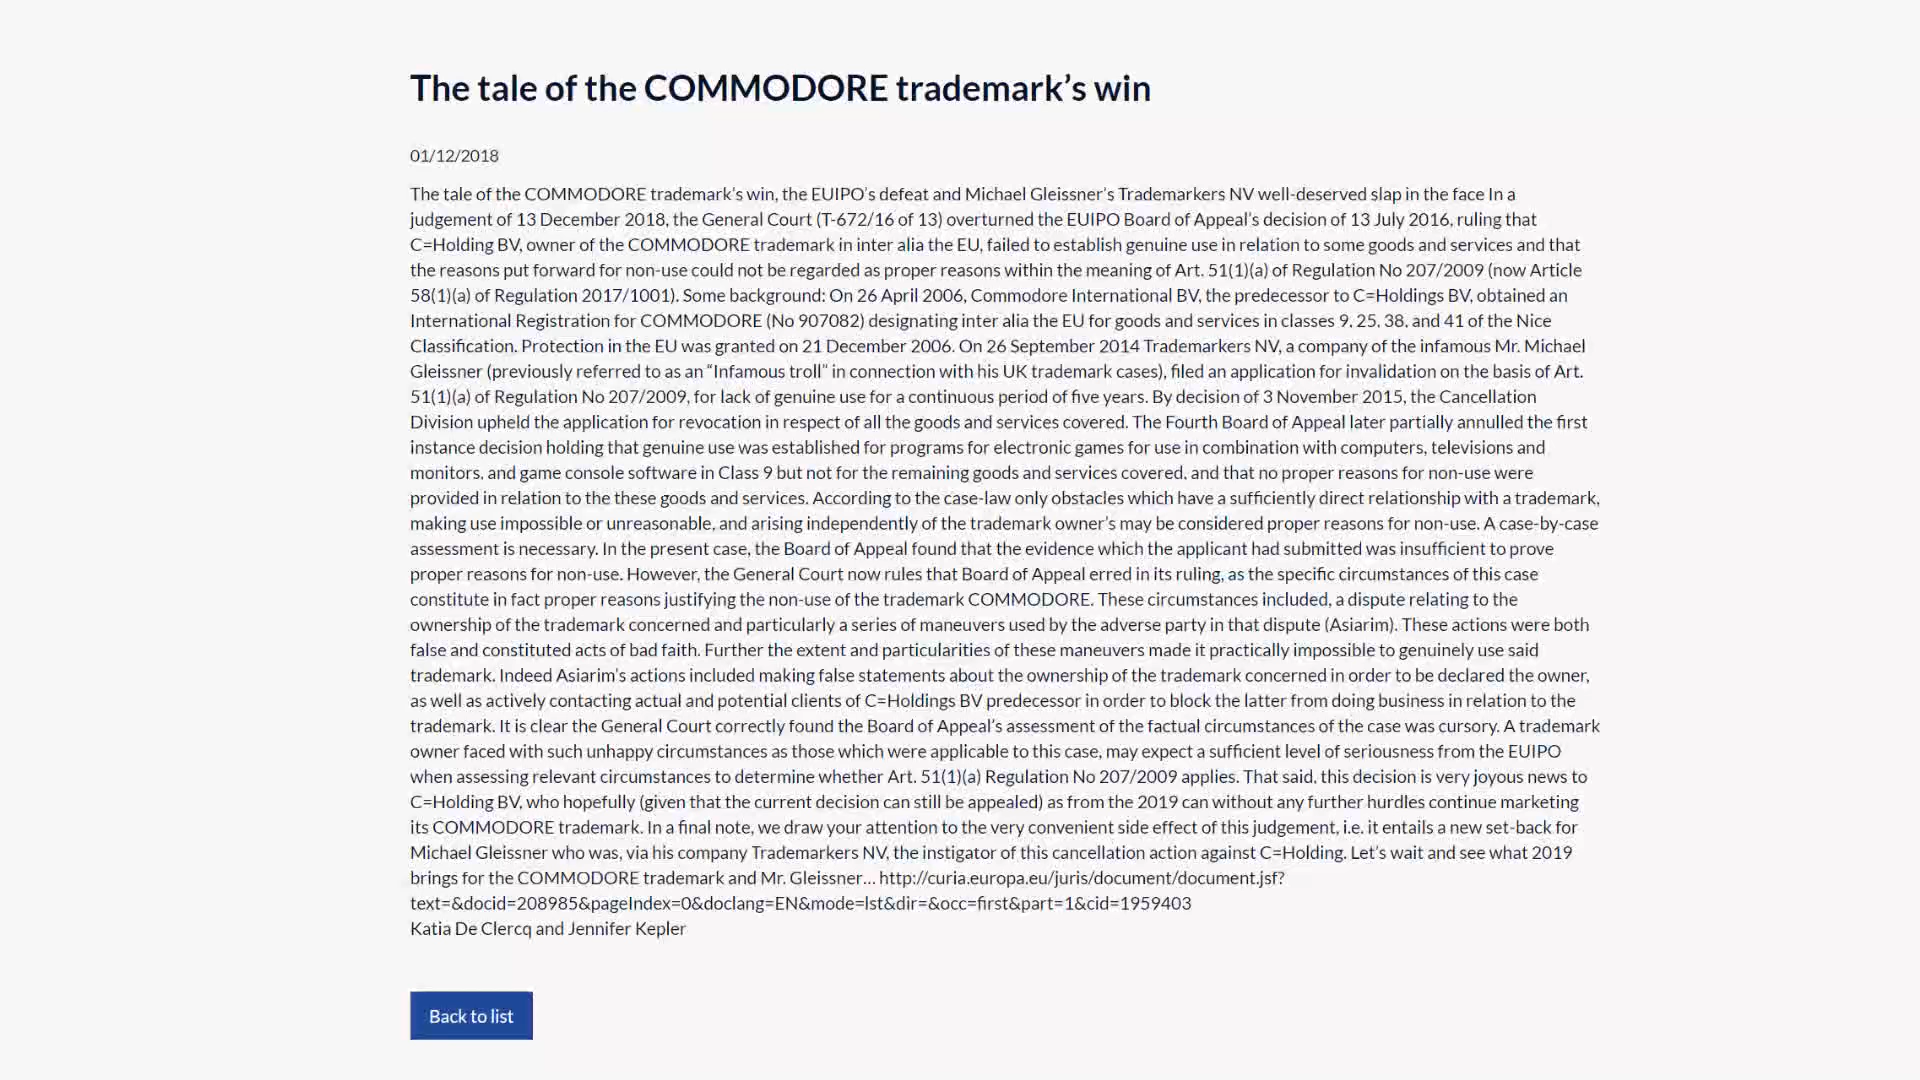 The tale of the COMMODORE trademark’s win
01/12/2018
The tale of the COMMODORE trademark’s win, the EUIPO’s defeat and Michael Gleissner’s Trademarkers NV well-deserved slap in the face In a
judgement of 13 December 2018, the General Court (T-672/16 of 13) overturned the EUIPO Board of Appeal’s decision of 13 July 2016, ruling that
C=Holding BV, owner of the COMMODORE trademark in inter alia the EU, failed to establish genuine use in relation to some goods and services and that
the reasons put forward for non-use could not be regarded as proper reasons within the meaning of Art. 51(1)(a) of Regulation No 207/2009 (now Article
58(1)(a) of Regulation 2017/1001). Some background: On 26 April 2006, Commodore International BV, the predecessor to C=Holdings BV, obtained an
International Registration for COMMODORE (No 907082) designating inter alia the EU for goods and services in classes 9, 25, 38, and 41 of the Nice
Classification. Protection in the EU was granted on 21 December 2006. On 26 September 2014 Trademarkers NV, a company of the infamous Mr. Michael
Gleissner (previously referred to as an “Infamous troll” in connection with his UK trademark cases), filed an application for invalidation on the basis of Art.
51(1)(a) of Regulation No 207/2009, for lack of genuine use for a continuous period of five years. By decision of 3 November 2015, the Cancellation
Division upheld the application for revocation in respect of all the goods and services covered. The Fourth Board of Appeal later partially annulled the first
instance decision holding that genuine use was established for programs for electronic games for use in combination with computers, televisions and
monitors, and game console software in Class 9 but not for the remaining goods and services covered, and that no proper reasons for non-use were
provided in relation to the these goods and services. According to the case-law only obstacles which have a sufficiently direct relationship with a trademark,
making use impossible or unreasonable, and arising independently of the trademark owner’s may be considered proper reasons for non-use. A case-by-case
assessment is necessary. In the present case, the Board of Appeal found that the evidence which the applicant had submitted was insufficient to prove
proper reasons for non-use. However, the General Court now rules that Board of Appeal erred in its ruling, as the specific circumstances of this case
constitute in fact proper reasons justifying the non-use of the trademark COMMODORE. These circumstances included, a dispute relating to the
ownership of the trademark concerned and particularly a series of maneuvers used by the adverse party in that dispute (Asiarim). These actions were both
false and constituted acts of bad faith. Further the extent and particularities of these maneuvers made it practically impossible to genuinely use said
trademark. Indeed Asiarim’s actions included making false statements about the ownership of the trademark concerned in order to be declared the owner,
as well as actively contacting actual and potential clients of C=Holdings BV predecessor in order to block the latter from doing business in relation to the
trademark. It is clear the General Court correctly found the Board of Appeal’s assessment of the factual circumstances of the case was cursory. A trademark
owner faced with such unhappy circumstances as those which were applicable to this case, may expect a sufficient level of seriousness from the EUIPO
when assessing relevant circumstances to determine whether Art. 51(1)(a) Regulation No 207/2009 applies. That said, this decision is very joyous news to
C=Holding BV, who hopefully (given that the current decision can still be appealed) as from the 2019 can without any further hurdles continue marketing
its COMMODORE trademark. In a final note, we draw your attention to the very convenient side effect of this judgement, i.e. it entails a new set-back for
Michael Gleissner who was, via his company Trademarkers NV, the instigator of this cancellation action against C=Holding. Let’s wait and see what 2019
brings for the COMMODORE trademark and Mr. Gleissner… http://curia.europa.eu/juris/document/document.jsf?
text=&docid=208985&pageIndex=0&doclang=EN&mode=lst&dir=&occ=first&part=1&cid=1959403
Katia De Clercq and Jennifer Kepler
Back to list